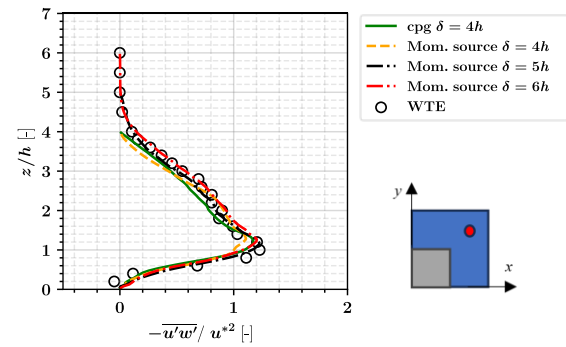 7
6
5
4
3
2
1
0
z/h [-]
0
1
2
−u′w′/ u*2 [-]
cpg δ = 4h
Mom. source δ = 4h
Mom. source δ = 5h
Mom. source δ = 6h
WTE
y
x